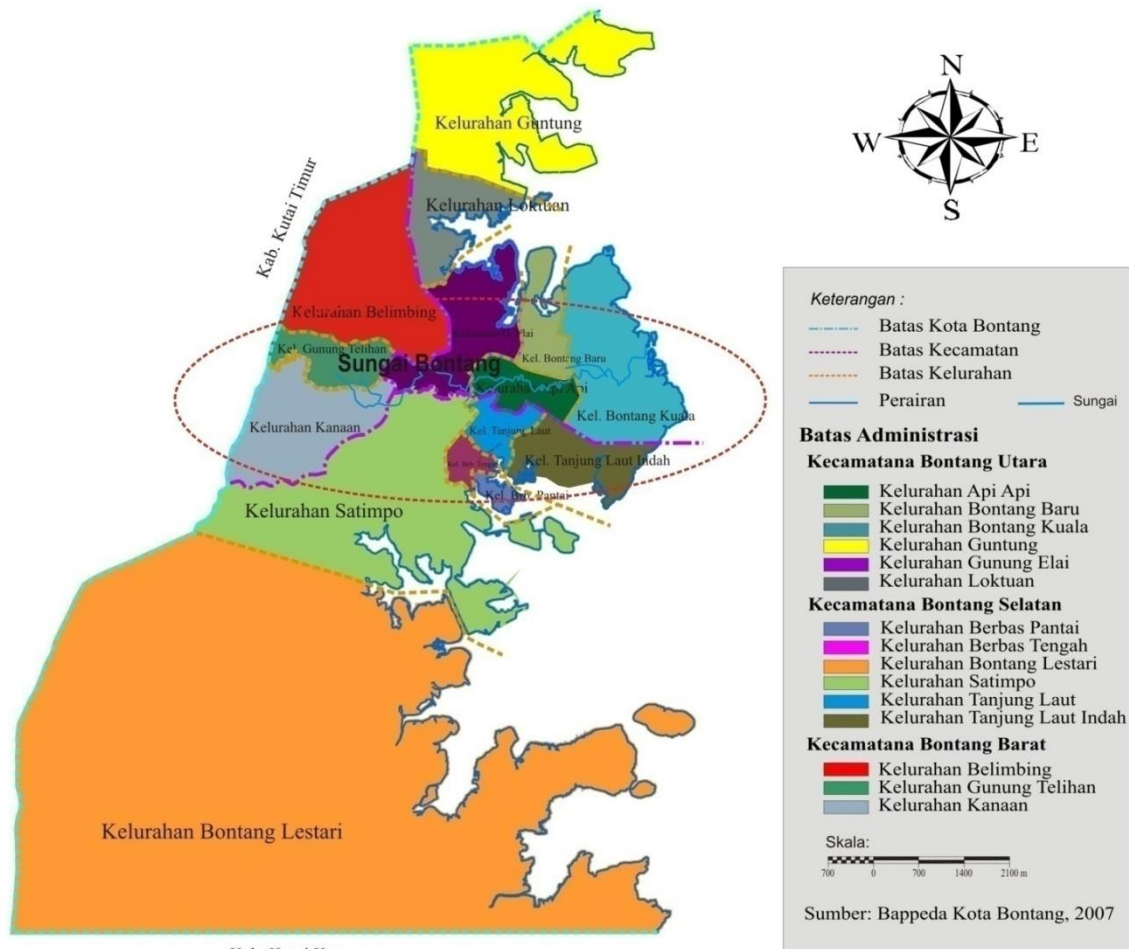 N
W
E
S
Kelurahan Guntung
Kab. Kutai Timur
Kelurahan Loktuan
Kelurahan Belimbing
Kel. Gunung Telihan
Kel. Bontang Baru
Sungai Bontang
Kelurahan Api Api
Kel. Bontang Kuala
Kelurahan Kanaan
Kel. Tanjung Laut
Kel. Tanjung Laut Indah
Pantai
Kelurahan Satimpo
Kelurahan Bontang Lestari
Keterangan :
Batas Kota Bontang
Batas Kecamatan
Batas Kelurahan
Perairan
Sungai
Batas Administrasi
Kecamatana Bontang Utara
Kelurahan Api Api
Kelurahan Bontang Baru
Kelurahan Bontang Kuala
Kelurahan Guntung
Kelurahan Gunung Elai
Kelurahan Loktuan
Kecamatana Bontang Selatan
Kelurahan Berbas Pantai
Kelurahan Berbas Tengah
Kelurahan Bontang Lestari
Kelurahan Satimpo
Kelurahan Tanjung Laut
Kelurahan Tanjung Laut Indah
Kecamatana Bontang Barat
Kelurahan Belimbing
Kelurahan Gunung Telihan
Kelurahan Kanaan
Skala:
700 0 700 1400 2100 m
Sumber: Bappeda Kota Bontang, 2007